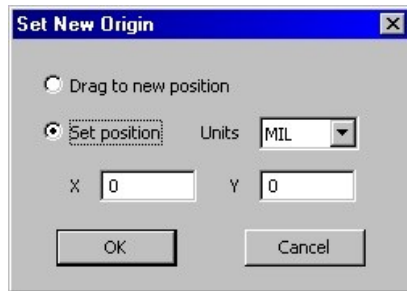 Set New Origin
Drag to new position
Set position Units MIL
X 0 Y 0
OK Cancel